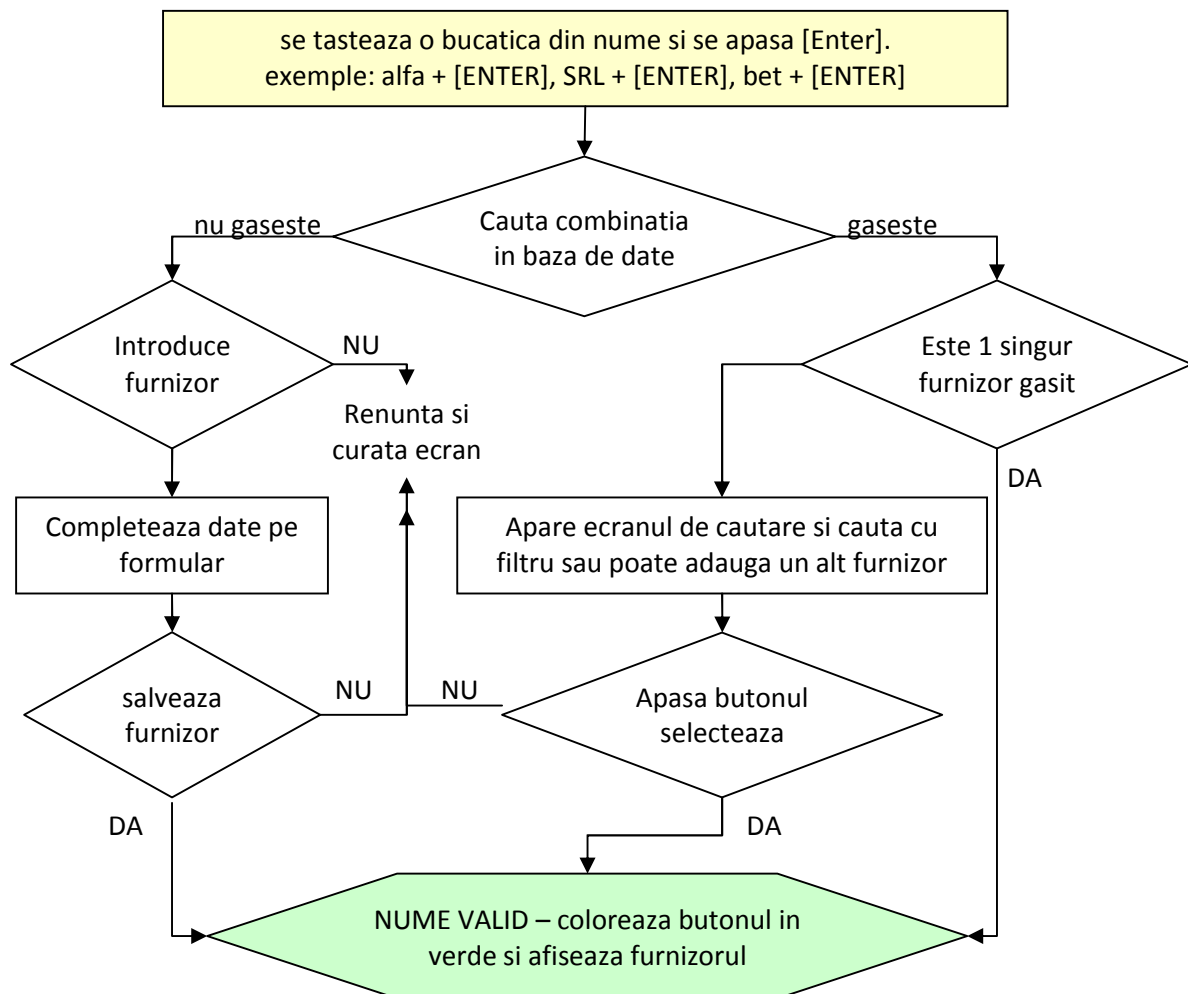 se tasteaza o bucatica din nume si se apasa [Enter].
exemple: alfa + [ENTER], SRL + [ENTER], bet + [ENTER]
Cauta combinatia
in baza de date
nu gaseste
gaseste
Introduce
furnizor
NU
Este 1 singur
furnizor gasit
Renunta si
curata ecran
DA
Completeaza date pe
formular
Apare ecranul de cautare si cauta cu
filtru sau poate adauga un alt furnizor
salveaza
furnizor
NU
NU
Apasa butonul
selecteaza
DA
DA
NUME VALID – coloreaza butonul in
verde si afiseaza furnizorul